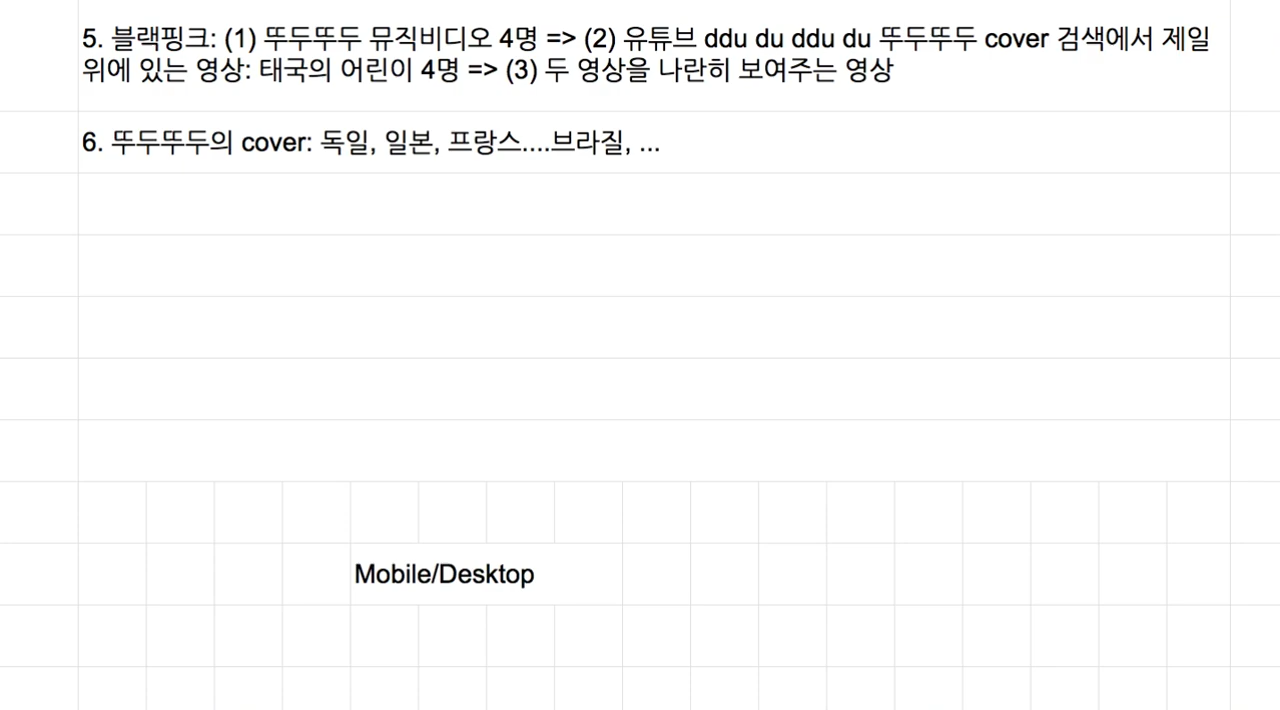 5. 블랙핑크: (1) 뚜두뚜두 뮤직비디오 4명 => (2) 유튜브 ddu du ddu du 뚜두뚜두 cover 검색에서 제일
위에 있는 영상: 태국의 어린이 4명 => (3) 두 영상을 나란히 보여주는 영상
6. 뚜두뚜두의 cover: 독일, 일본, 프랑스....브라질, ...
Mobile/Desktop